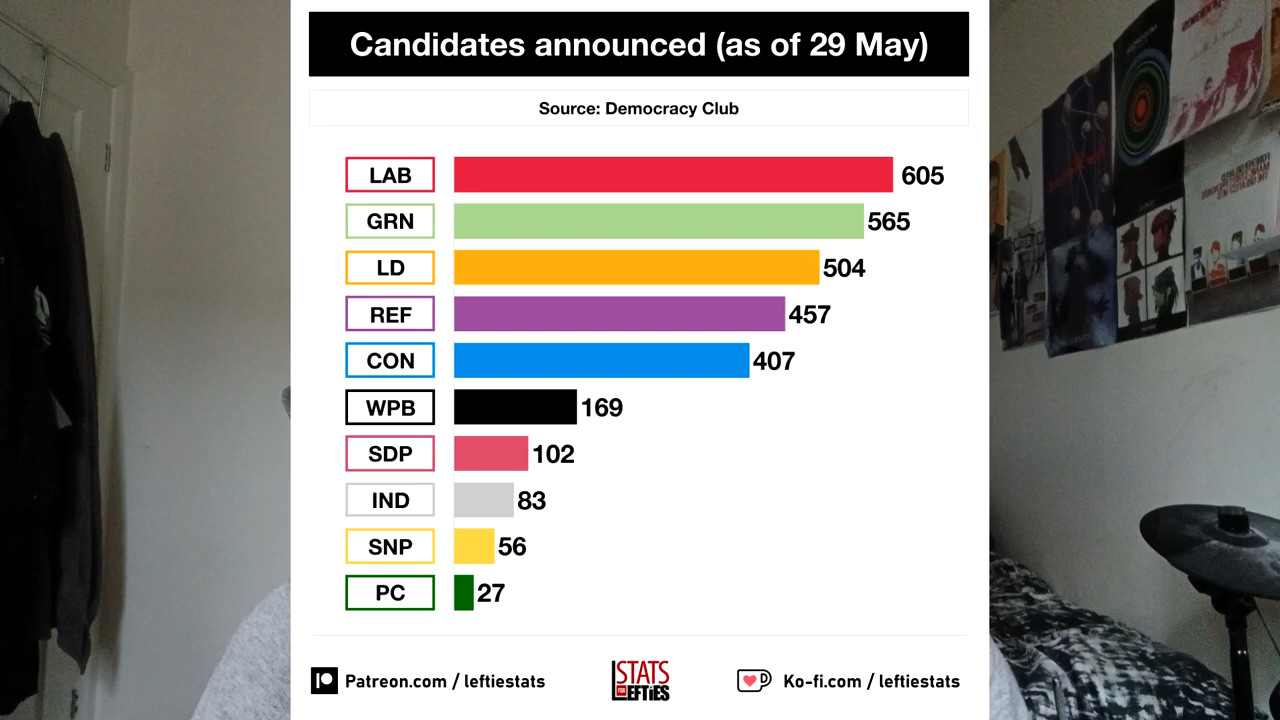 Candidates announced (as of 29 May)
Source: Democracy Club
LAB 605
GRN 565
LD 504
REF 457
CON 407
WPB 169
SDP 102
IND 83
SNP 56
PC 27
Patreon.com / leftiestats
STATS
FOR LEFTIES
Ko-fi.com / leftiestats